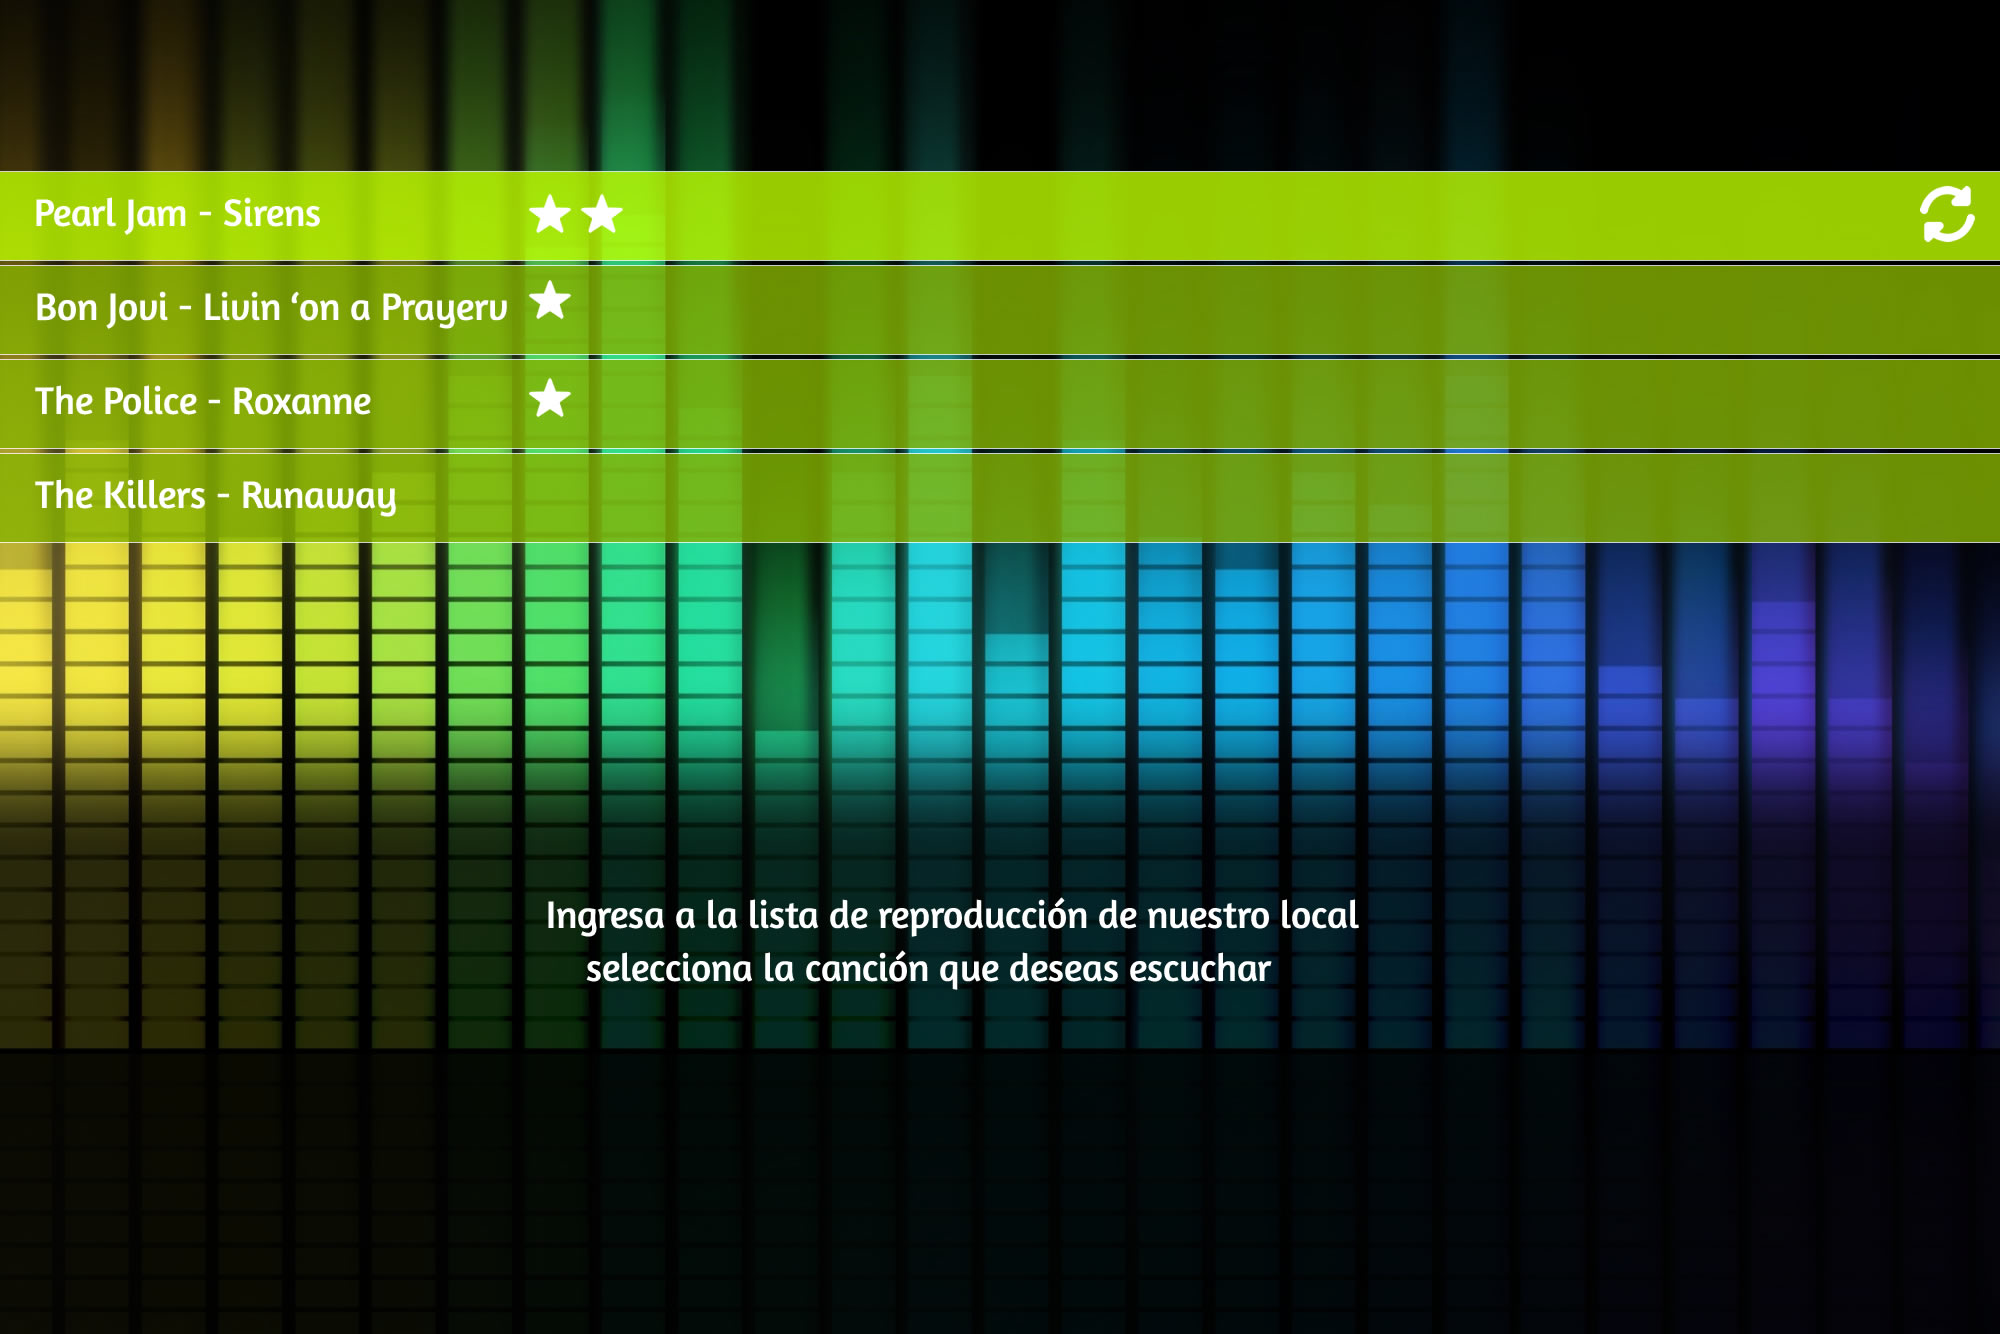 Pearl Jam - Sirens
Bon Jovi - Livin ‘on a Prayerv
The Police - Roxanne
The Killers - Runaway
Ingresa a la lista de reproducción de nuestro local
selecciona la canción que deseas escuchar